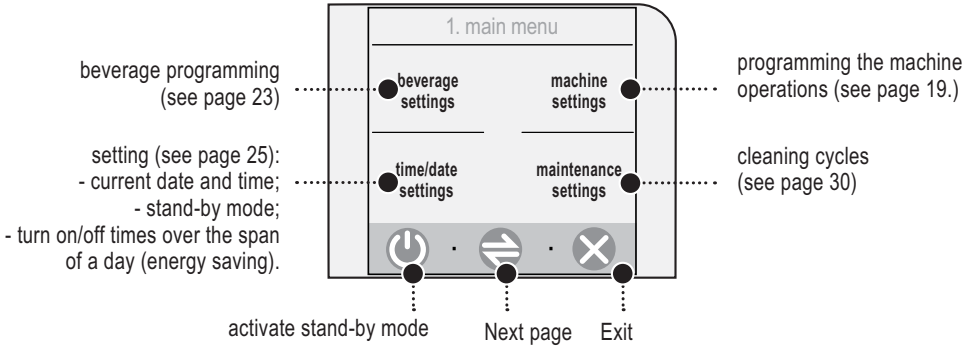 1. main menu
beverage programming
(see page 23)
beverage
settings
machine
settings
programming the machine
operations (see page 19.)
setting (see page 25):
- current date and time;
- stand-by mode;
- turn on/off times over the span
of a day (energy saving).
time/date
settings
maintenance
settings
cleaning cycles
(see page 30)
activate stand-by mode
Next page
Exit